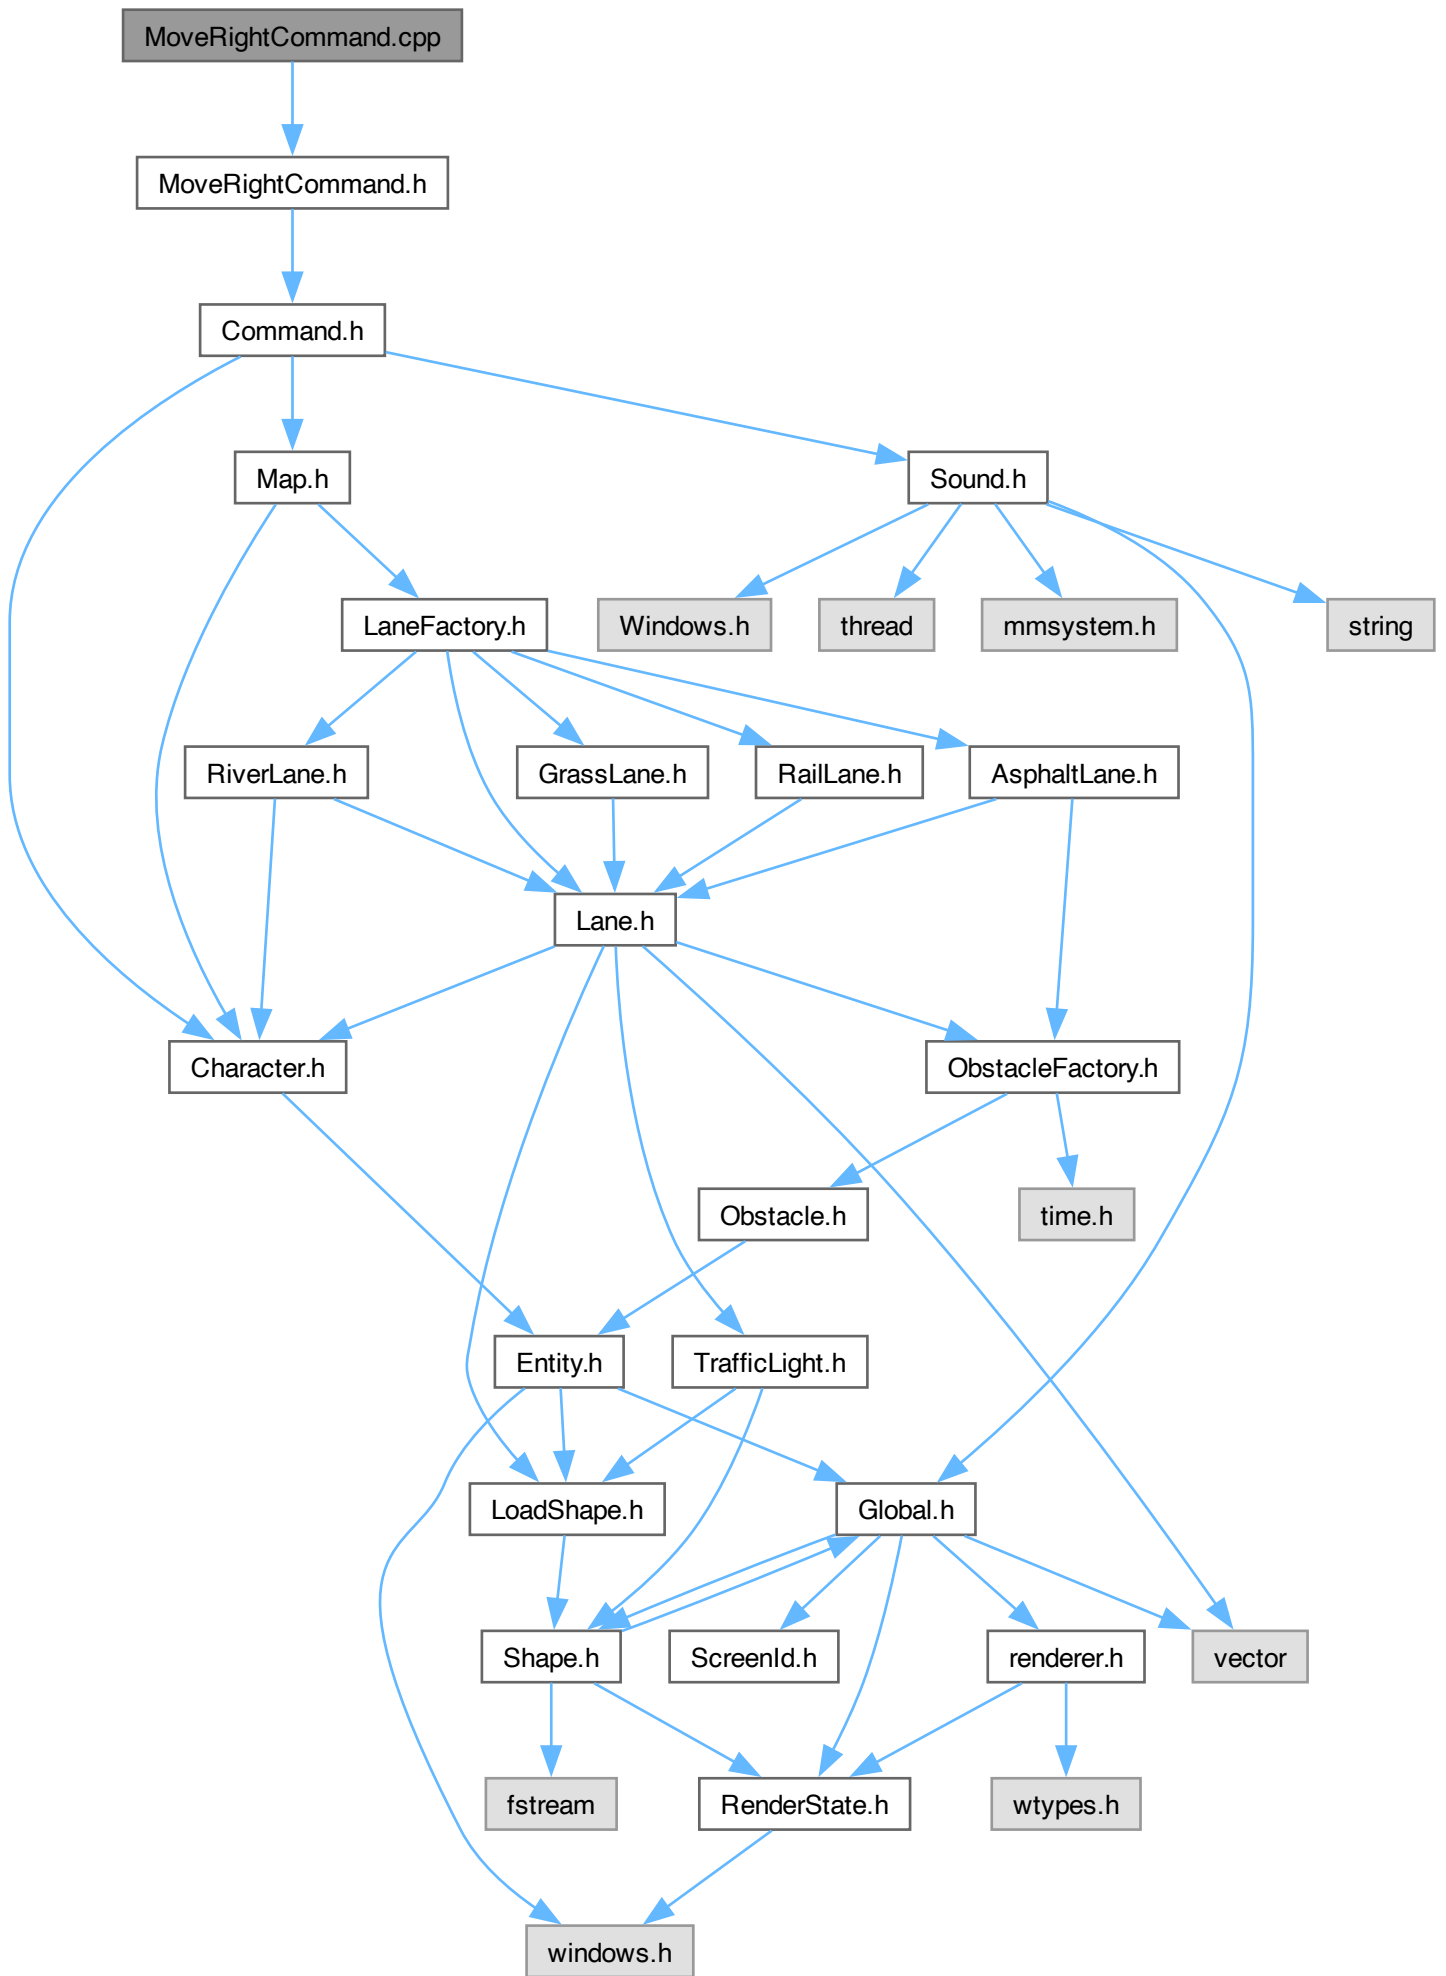 MoveRightCommand.cpp
MoveRightCommand.h
Command.h
Map.h
Sound.h
LaneFactory.h
Windows.h
thread
mmsystem.h
string
RiverLane.h
GrassLane.h
RailLane.h
AsphaltLane.h
Lane.h
Character.h
ObstacleFactory.h
Obstacle.h
time.h
Entity.h
TrafficLight.h
LoadShape.h
Global.h
Shape.h
ScreenId.h
renderer.h
vector
fstream
RenderState.h
wtypes.h
windows.h